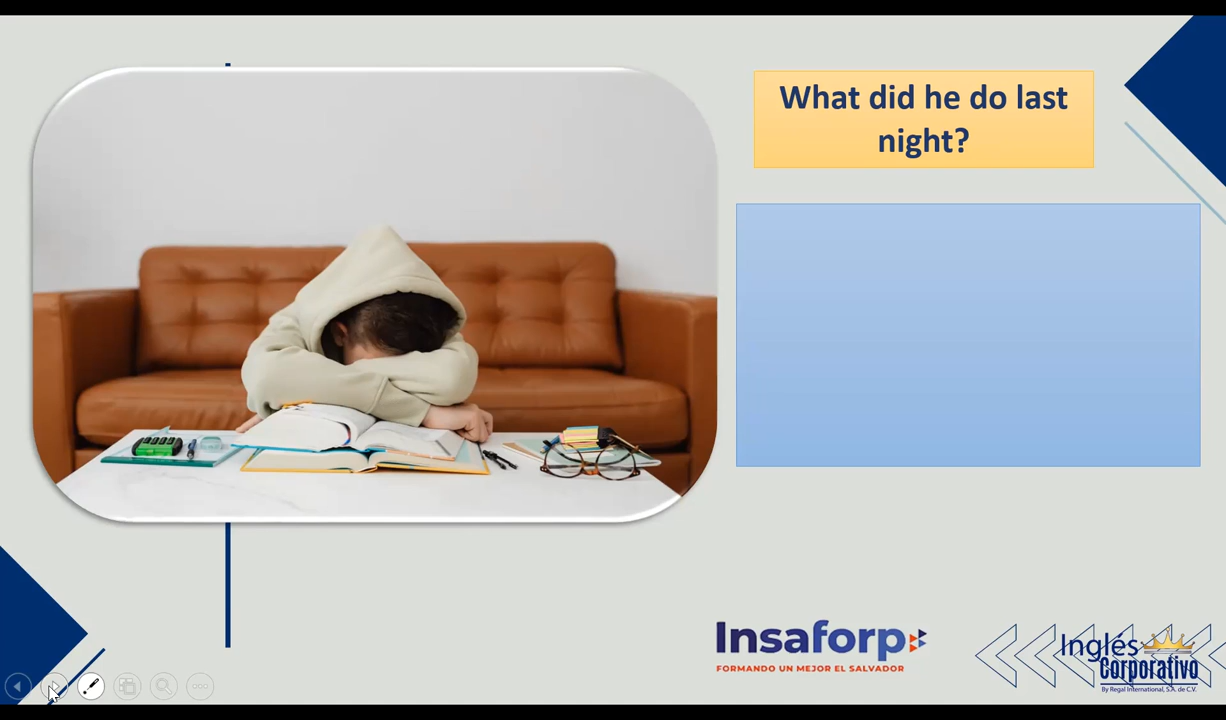 What did he do last
night?
Insaforp
FORMANDO UN MEJOR EL SALVADOR
Inglés
Corporativo
By Regal International, S.A. de C.V.